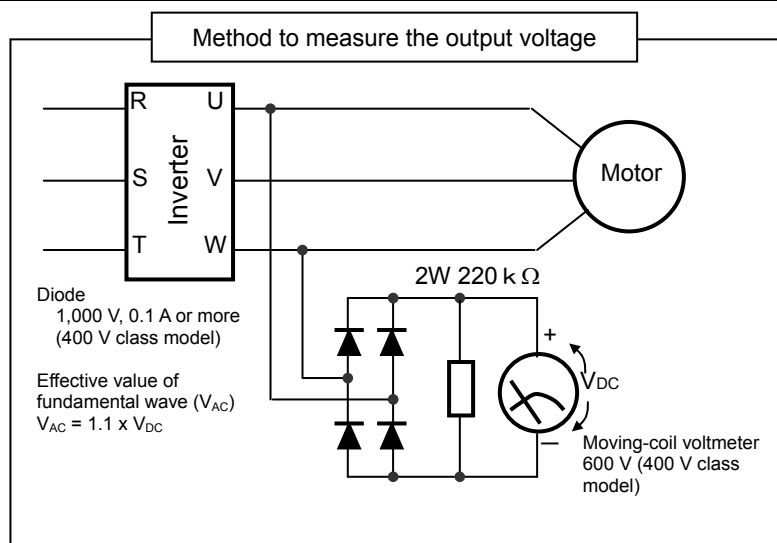 Method to measure the output voltage
R U
S V
T W
Inverter
Motor
2W 220 k Ω
Diode
1,000 V, 0.1 A or more
(400 V class model)
Effective value of
fundamental wave (VAC)
VAC = 1.1 x VDC
+
VDC
−
Moving-coil voltmeter
600 V (400 V class
model)